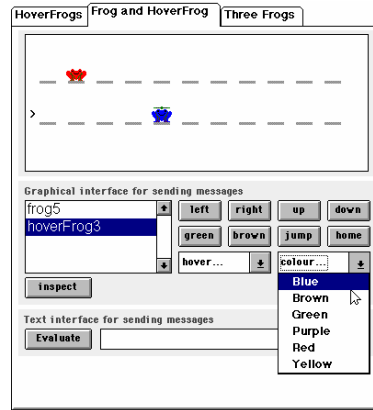 HoverFrogs Frog and HoverFrog Three Frogs
>
Graphical interface for sending messages
frog5
hoverFrog3
left right up down
green brown jump home
hover... colour...
inspect
Blue
Brown
Green
Purple
Red
Yellow
Text interface for sending messages
Evaluate